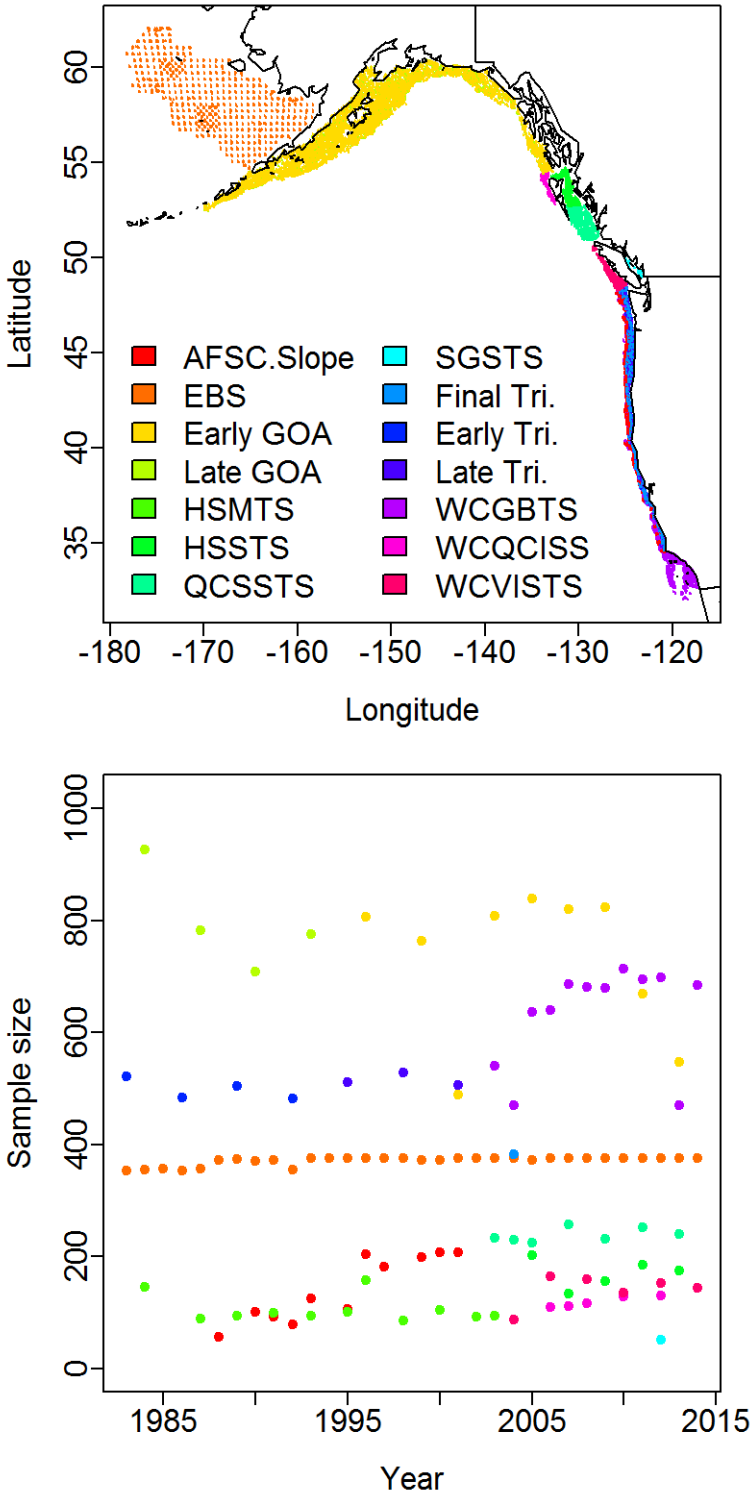 Latitude
60
55
50
45
40
35
AFSC.Slope
EBS
Early GOA
Late GOA
HSMTS
HSSTS
QCSSTS
SGSTS
Final Tri.
Early Tri.
Late Tri.
WCGBTS
WCQCISS
WCVISTS
-180 -170 -160 -150 -140 -130 -120
Longitude
Sample size
1000
800
600
400
200
0
1985 1995 2005 2015
Year